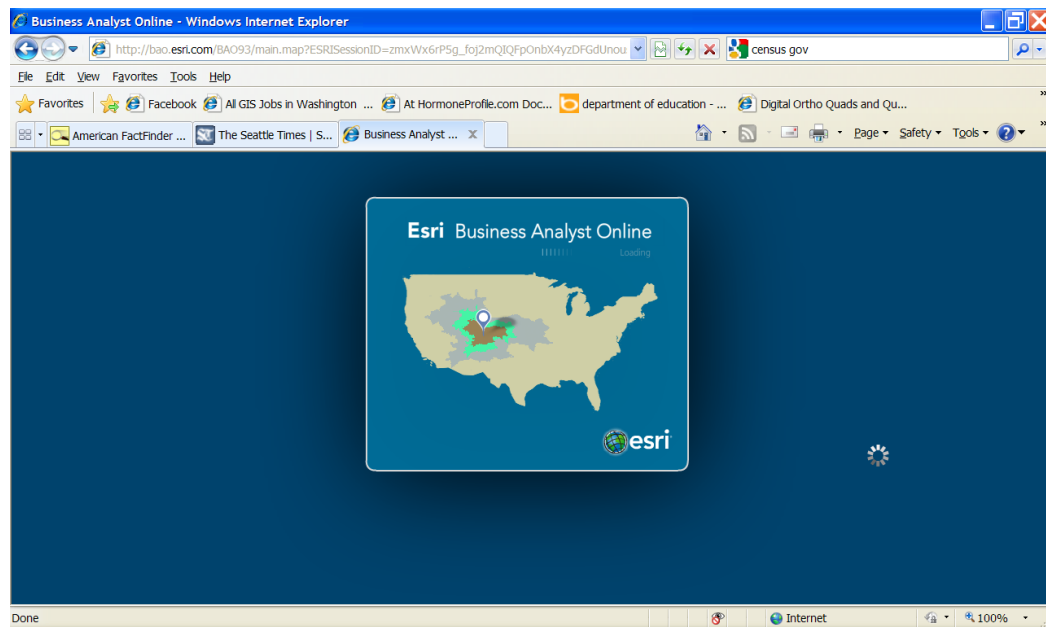 Business Analyst Online - Windows Internet Explorer
http://bao.esri.com/BAO93/main.map?ESRISessionID=zmxWx6rPSg_foj2mQIQFpOnbX4yzDFGdUnou census gov
File Edit View Favorites Tools Help
Favorites Facebook All GIS Jobs in Washington ... At HormoneProfile.com Doc... department of education - ... Digital Ortho Quads and Qu... »
American FactFinder ... The Seattle Times | S... Business Analyst ... X Page Safety Tools »
Esri Business Analyst Online
Loading
esri
Done Internet 100%